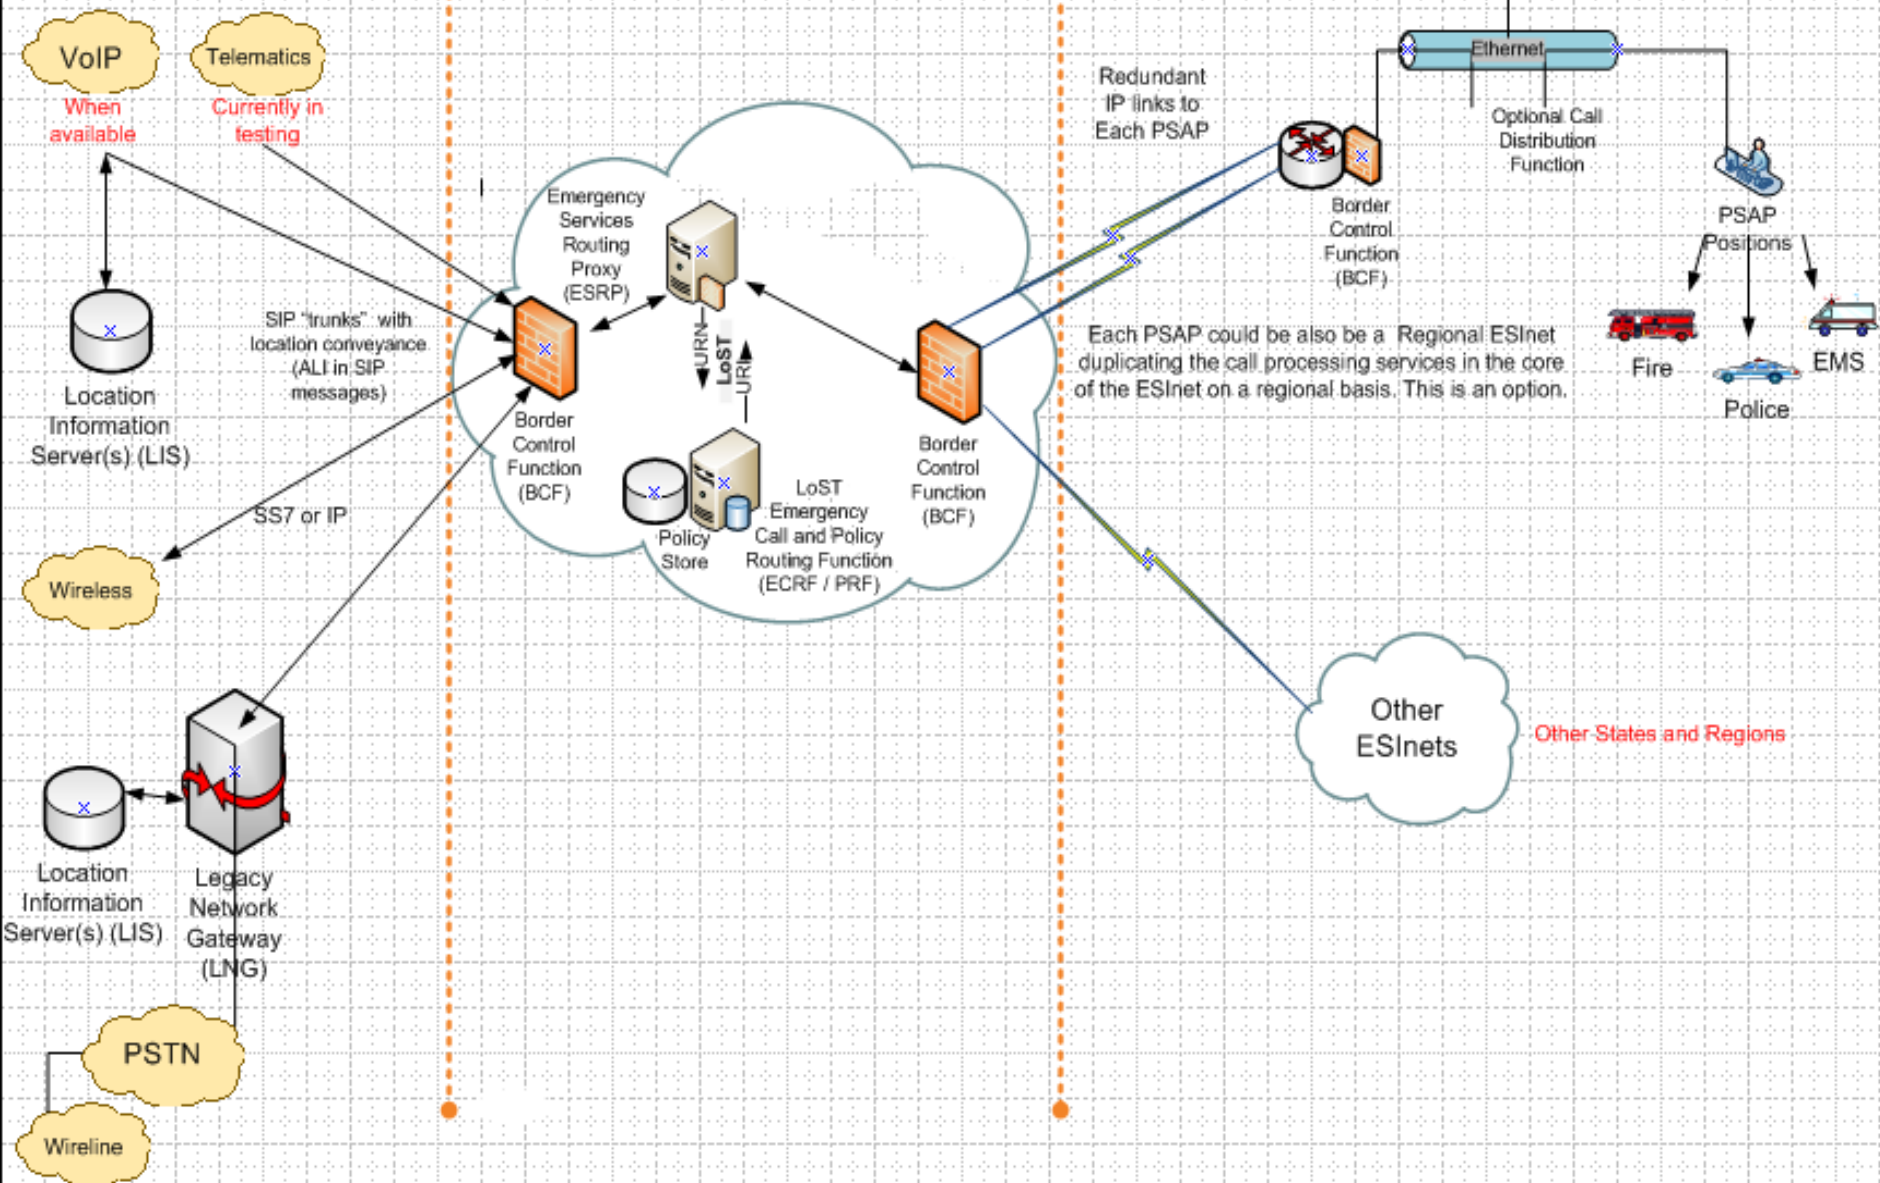 VoIP
When
available
Telematics
Currently in
testing
Location
Information
Server(s) (LIS)
SIP "trunks" with
location conveyance
(ALI in SIP
messages)
SS7 or IP
Wireless
Location
Information
Server(s) (LIS)
Legacy
Network
Gateway
(LNG)
PSTN
Wireline
Emergency
Services
Routing
Proxy
(ESRP)
Border
Control
Function
(BCF)
URN
LoST
URI
Policy
Store
LoST
Emergency
Call and Policy
Routing Function
(ECRF / PRF)
Border
Control
Function
(BCF)
Redundant
IP links to
Each PSAP
Ethernet
Optional Call
Distribution
Function
Border
Control
Function
(BCF)
PSAP
Positions
Fire
Police
EMS
Each PSAP could be also be a Regional ESInet
duplicating the call processing services in the core
of the ESInet on a regional basis. This is an option.
Other
ESInets
Other States and Regions